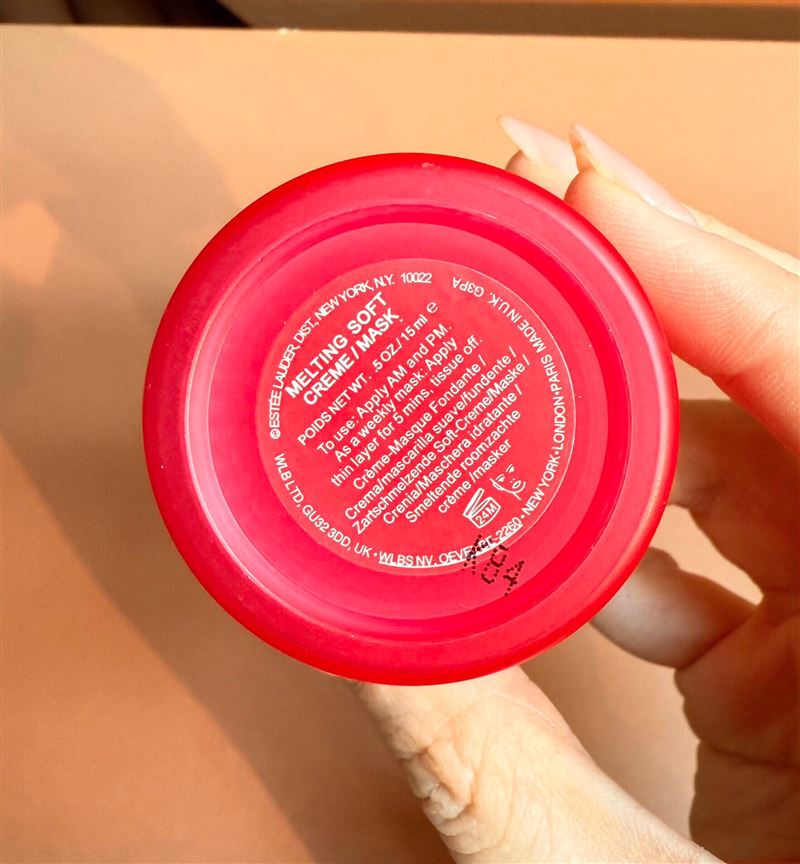 MELTING SOFT
CREME / MASK
POIDS NET WT. .5 OZ / 15 ml e
To use: Apply AM and PM.
As a weekly mask: Apply
thin layer for 5 mins, tissue off.
Crème-Masque Fondante /
Crema/mascarilla suave/fundente /
Zartschmelzende Soft-Creme/Maske /
Crenia/Maschera idratante /
Smeltende roomzachte
crème /masker
24M
©ESTÉE LAUDER, DIST, NEW YORK, N.Y. 10022
WLB LTD, GU32 3DD, UK • WLBS NV, 2260 • NEW YORK • LONDON • PARIS MADE IN U.K. G3PA